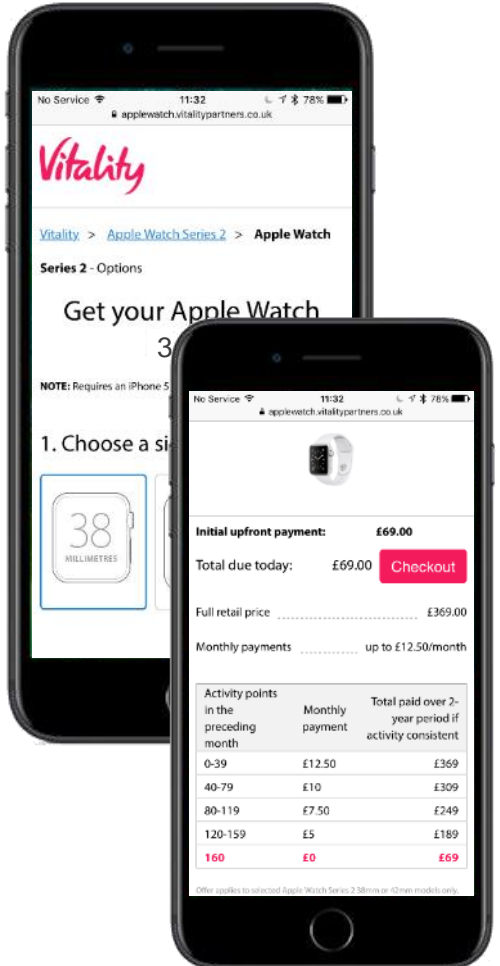 No Service 11:32 78%
applewatch.vitalitypartners.co.uk
Vitality
Vitality > Apple Watch Series 2 > Apple Watch
Series 2 - Options
Get your Apple Watch
3
NOTE: Requires an iPhone 5
1. Choose a si
38
MILLIMETRES
No Service 11:32 78%
applewatch.vitalitypartners.co.uk
Initial upfront payment: £69.00
Total due today: £69.00 Checkout
Full retail price £369.00
Monthly payments up to £12.50/month
Activity points
in the
preceding
month
Monthly
payment
Total paid over 2-
year period if
activity consistent
0-39 £12.50 £369
40-79 £10 £309
80-119 £7.50 £249
120-159 £5 £189
160 £0 £69
Offer applies to selected Apple Watch Series 2 38mm or 42mm models only.